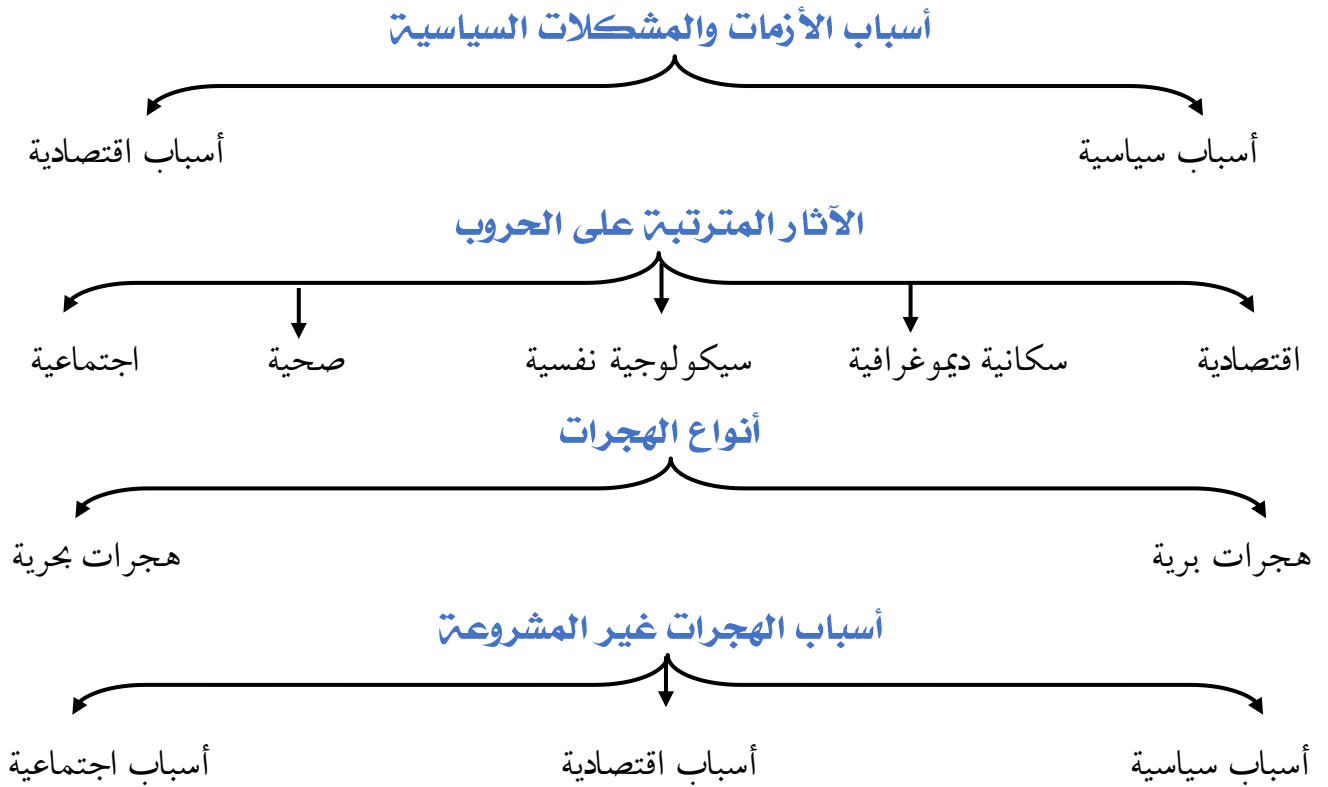 أسباب الأزمات والمشكلات السياسية
أسباب سياسية أسباب اقتصادية
الآثار المترتبة على الحروب
اقتصادية سكانية ديموغرافية سيكولوجية نفسية صحية اجتماعية
أنواع الهجرات
هجرات برية هجرات بحرية
أسباب الهجرات غير المشروعة
أسباب سياسية أسباب اقتصادية أسباب اجتماعية